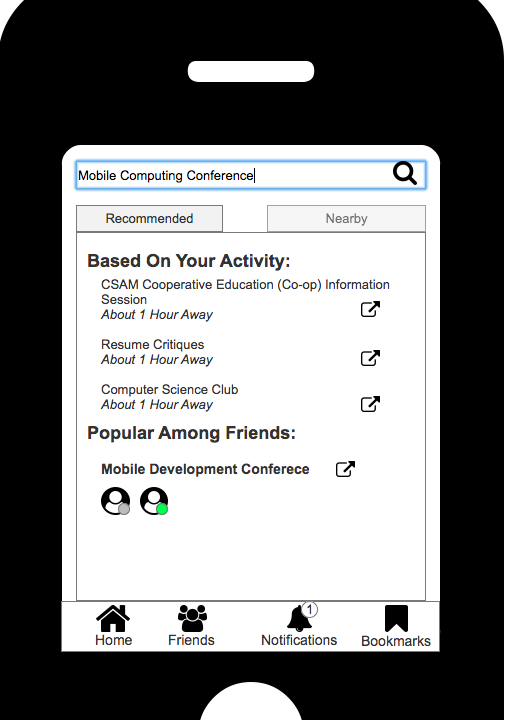 Mobile Computing Conference
Recommended
Nearby
Based On Your Activity:
CSAM Cooperative Education (Co-op) Information
Session
About 1 Hour Away
Resume Critiques
About 1 Hour Away
Computer Science Club
About 1 Hour Away
Popular Among Friends:
Mobile Development Conferece
1
Home
Friends
Notifications
Bookmarks